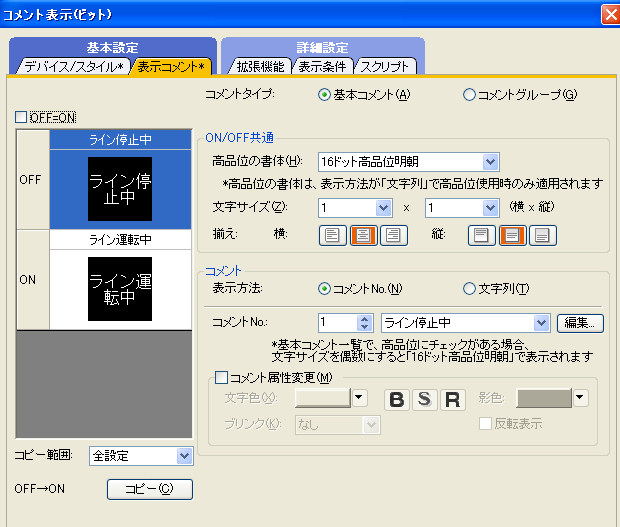 コメント表示(ビット)
基本設定
詳細設定
デバイス/スタイル*
表示コメント*
拡張機能
表示条件
スクリプト
コメントタイプ:
基本コメント(A)
コメントグループ(G)
OFF=ON
ライン停止中
OFF
ライン停
止中
ライン運転中
ON
ライン運
転中
ON/OFF共通
高品位の書体(H):
16ドット高品位明朝
*高品位の書体は、表示方法が「文字列」で高品位使用時のみ適用されます
文字サイズ(Z):
1
x
1
(横 x 縦)
揃え:
横:
縦:
コメント
表示方法:
コメントNo.(N)
文字列(T)
コメントNo.:
1
ライン停止中
編集...
*基本コメント一覧で、高品位にチェックがある場合、
文字サイズを偶数にすると「16ドット高品位明朝」で表示されます
コメント属性変更(M)
文字色(X):
B
S
R
影色:
ブリンク(K):
なし
反転表示
コピー範囲:
全設定
OFF→ON
コピー(C)